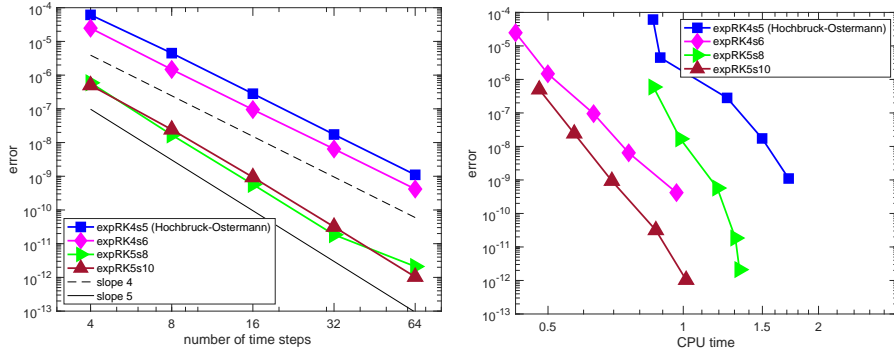 10^-4
10^-5
10^-6
10^-7
10^-8
10^-9
10^-10
10^-11
10^-12
10^-13
error
expRK4s5 (Hochbruck-Ostermann)
expRK4s6
expRK5s8
expRK5s10
slope 4
slope 5
4
8
16
32
64
number of time steps
10^-4
10^-5
10^-6
10^-7
10^-8
10^-9
10^-10
10^-11
10^-12
10^-13
error
expRK4s5 (Hochbruck-Ostermann)
expRK4s6
expRK5s8
expRK5s10
0.5
1
1.5
2
CPU time